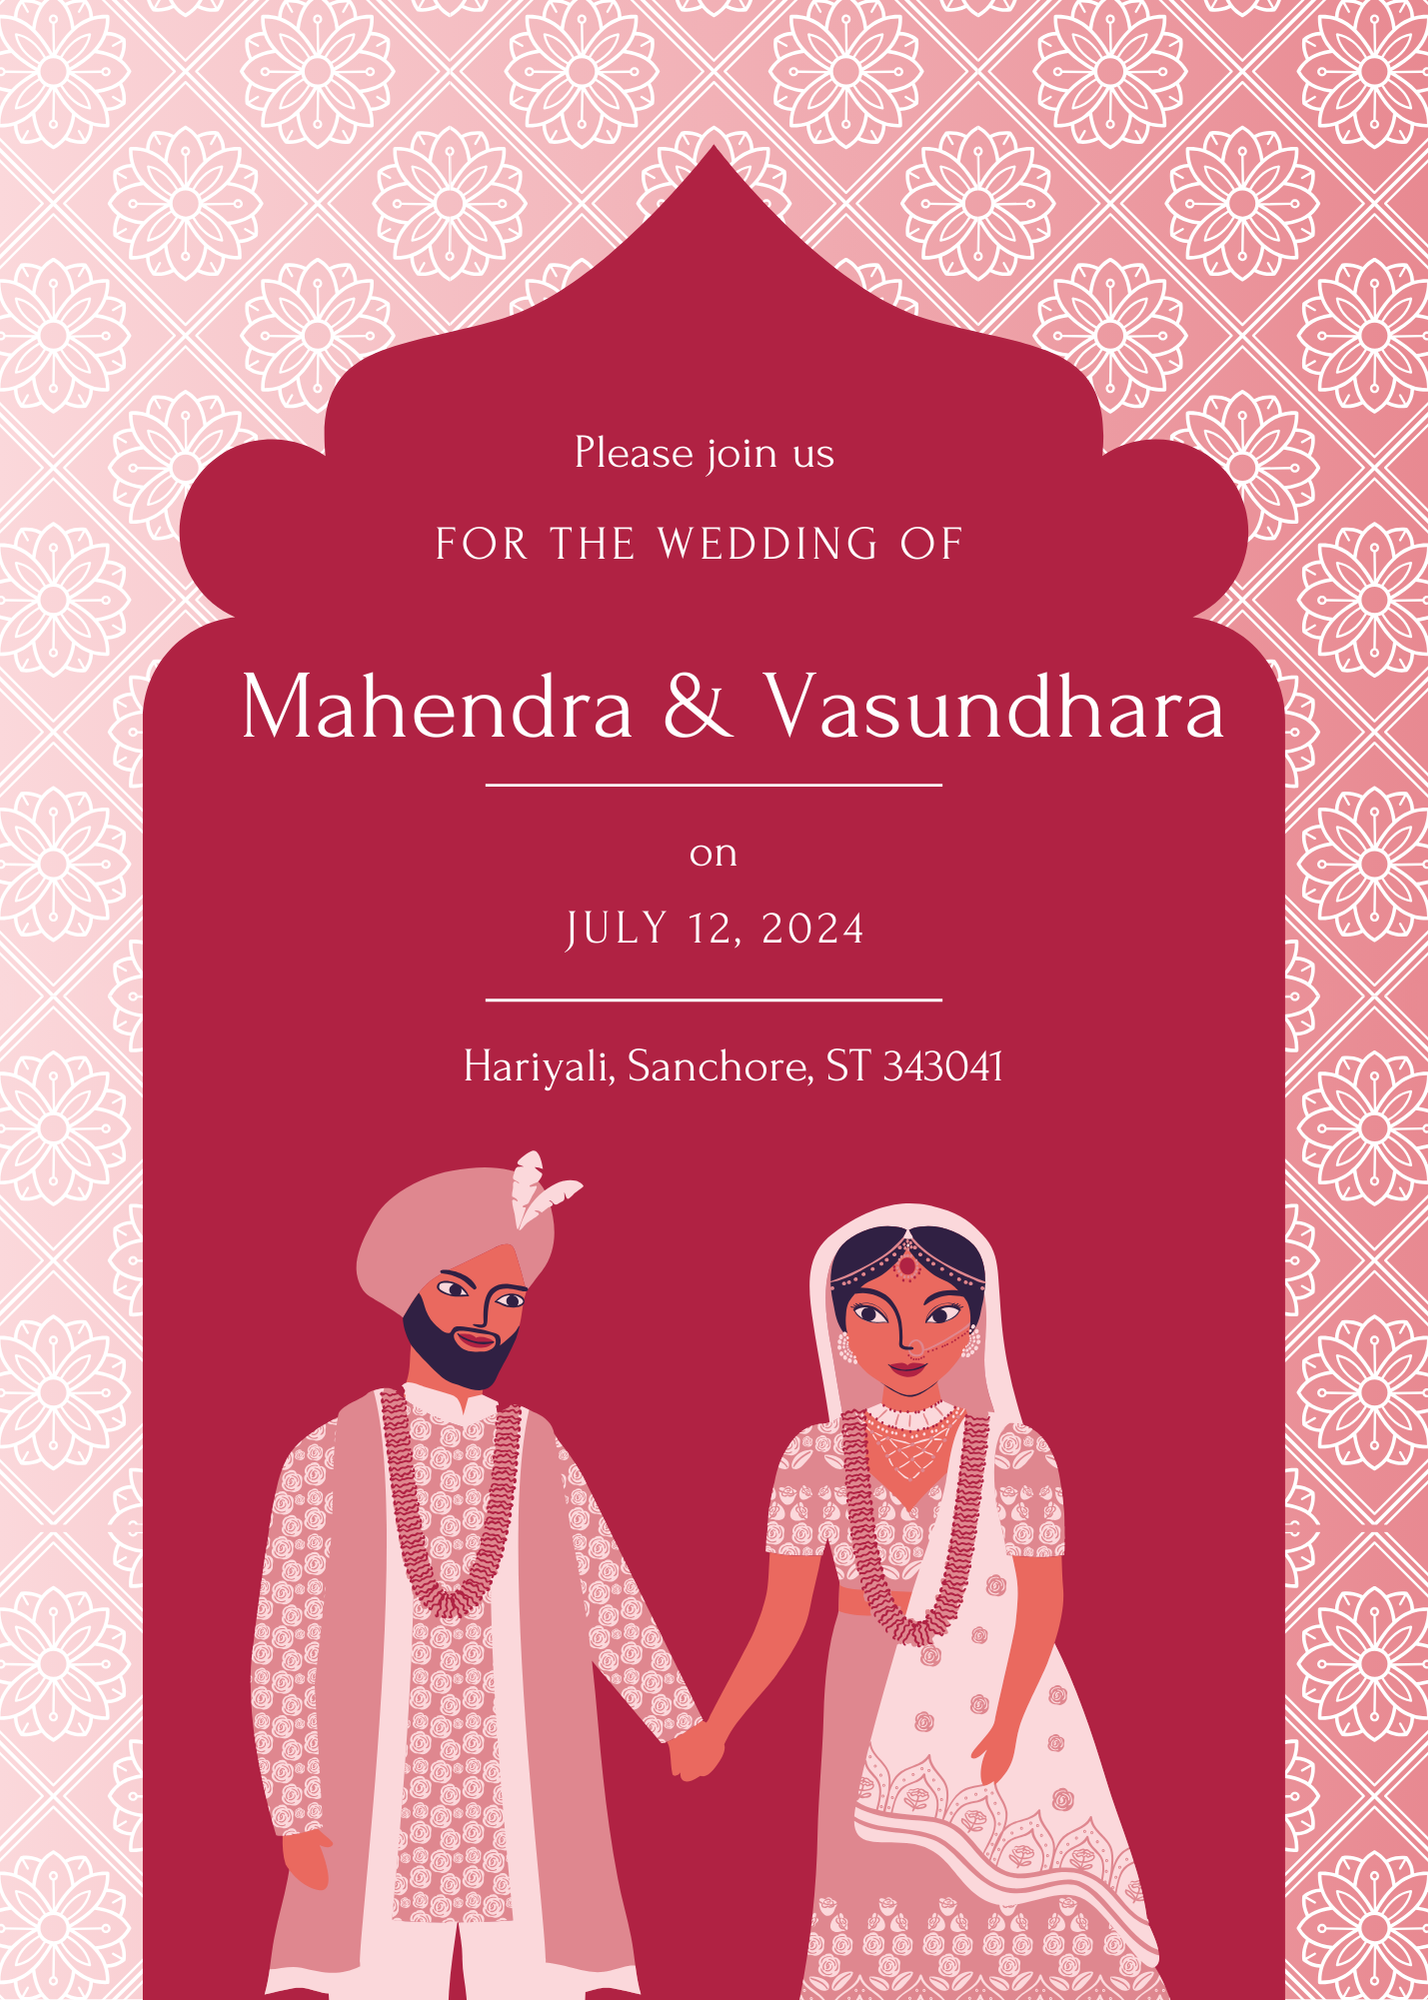 Please join us
FOR THE WEDDING OF
Mahendra & Vasundhara
on
JULY 12, 2024
Hariyali, Sanchore, ST 343041